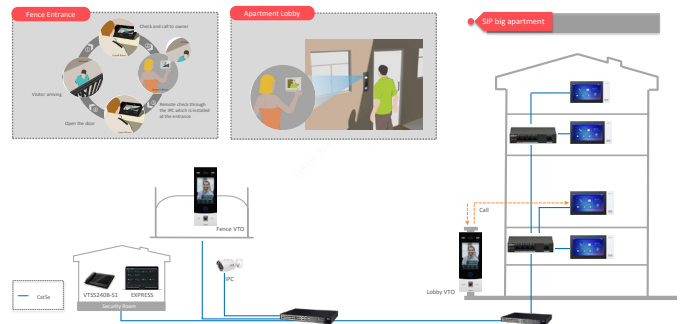 Fence Entrance
Check and call to owner
Visitor arriving
Remote check through
the IPC which is installed
at the entrance
Open the door
Apartment Lobby
SIP big apartment
Call
Fence VTO
IPC
Lobby VTO
VTS5240B-S1 EXPRESS
Security Room
Cat5e